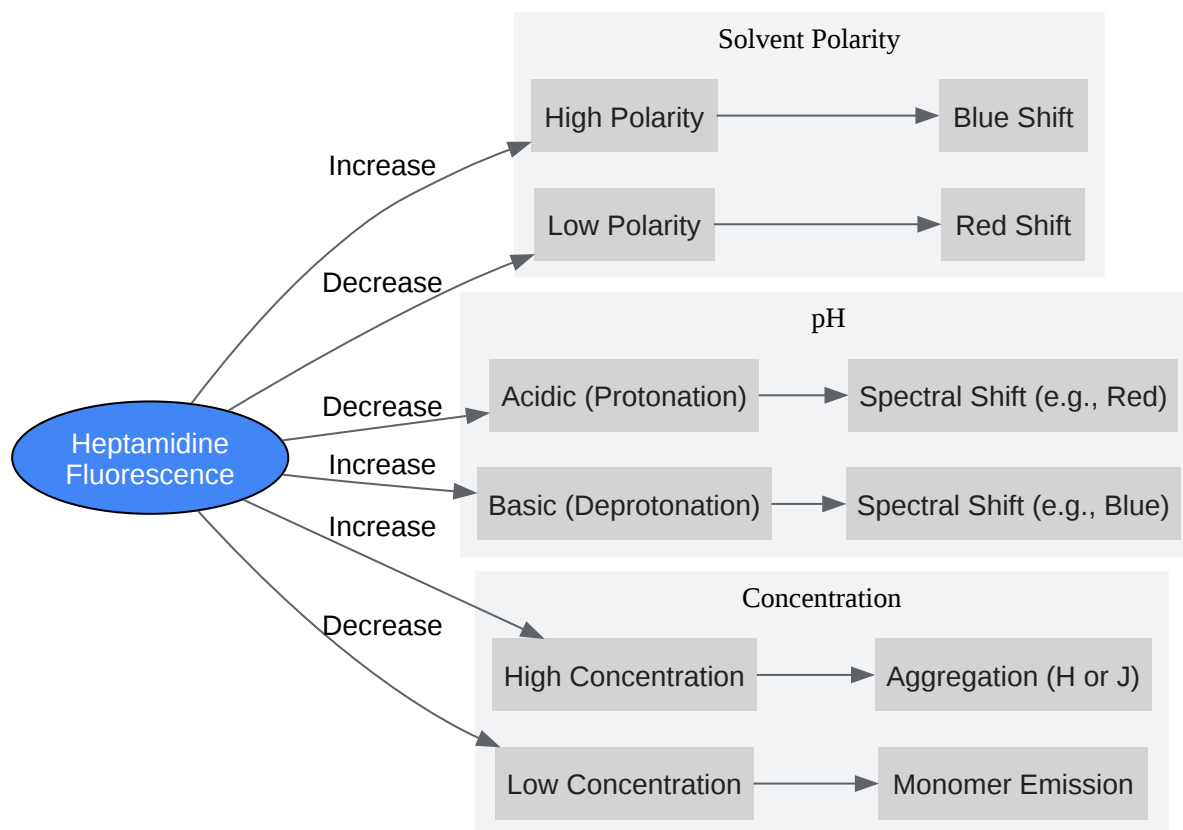 Solvent Polarity
High Polarity
Blue Shift
Increase
Low Polarity
Red Shift
Decrease
pH
Acidic (Protonation)
Spectral Shift (e.g., Red)
Decrease
Heptamidine
Fluorescence
Increase
Basic (Deprotonation)
Spectral Shift (e.g., Blue)
Increase
Concentration
Decrease
High Concentration
Aggregation (H or J)
Low Concentration
Monomer Emission